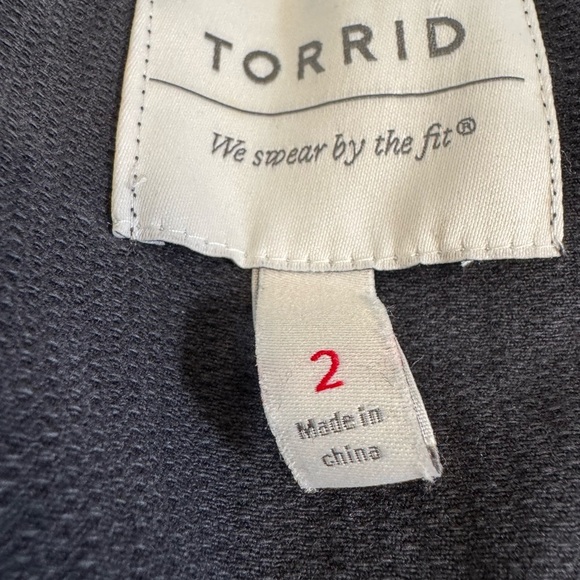 TORRID
We swear by the fit®
2
Made in
china